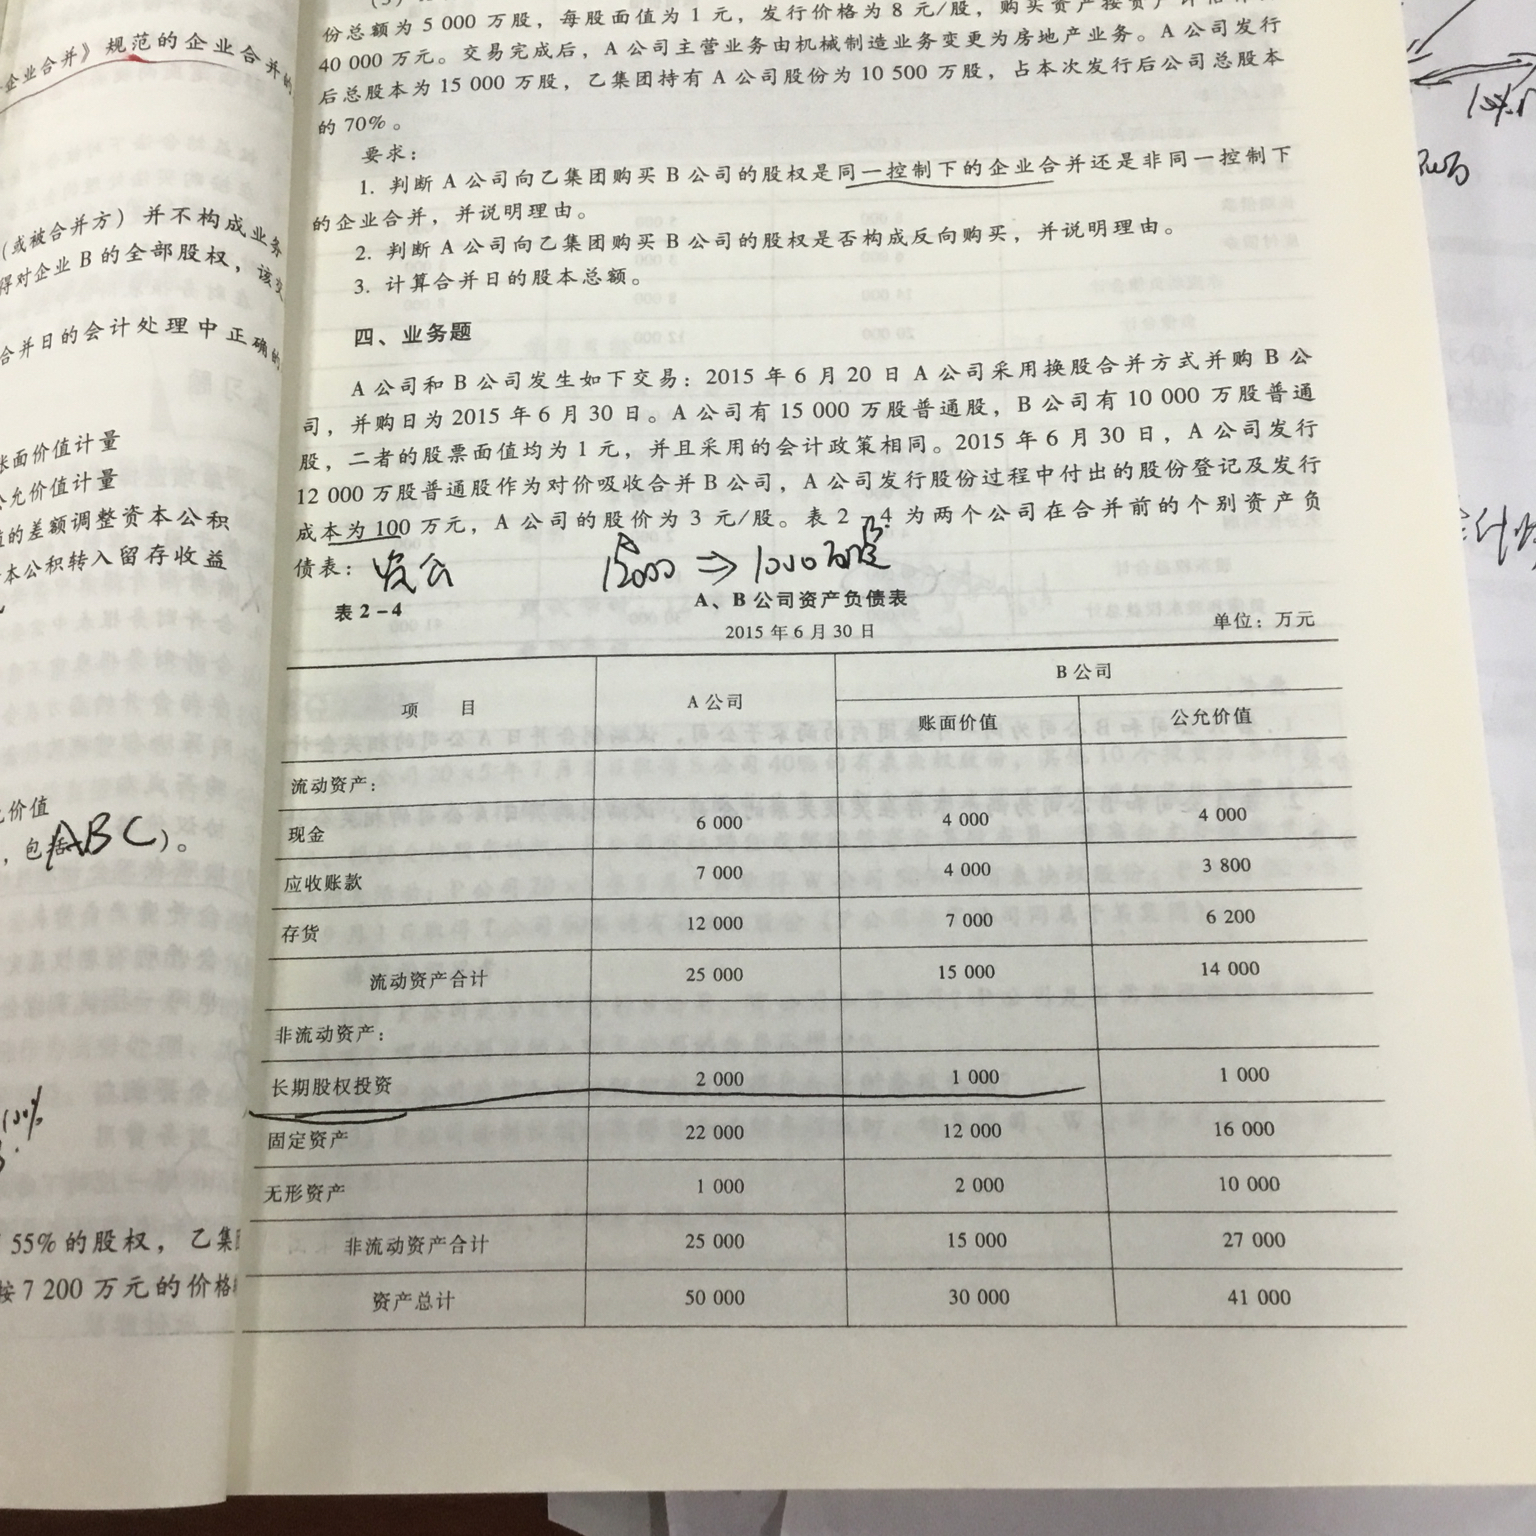 企业合并》规范的企业合并的
（或被合并方）并不构成业务
得对企业B的全部股权，该交
合并日的会计处理中正确的
账面价值计量
公允价值计量
值的差额调整资本公积
本公积转入留存收益
允价值
，包括ABC）。
55%的股权，乙集团
按7 200万元的价格
份总额为5 000万股，每股面值为1元，发行价格为8元/股，购买资产按资产评估
40 000万元。交易完成后，A公司主营业务由机械制造业务变更为房地产业务。A公司发行
后总股本为15 000万股，乙集团持有A公司股份为10 500万股，占本次发行后公司总股本
的70%。
要求：
1. 判断A公司向乙集团购买B公司的股权是同一控制下的企业合并还是非同一控制下
的企业合并，并说明理由。
2. 判断A公司向乙集团购买B公司的股权是否构成反向购买，并说明理由。
3. 计算合并日的股本总额。
四、业务题
A公司和B公司发生如下交易：2015年6月20日A公司采用换股合并方式并购B公
司，并购日为2015年6月30日。A公司有15 000万股普通股，B公司有10 000万股普通
股，二者的股票面值均为1元，并且采用的会计政策相同。2015年6月30日，A公司发行
12 000万股普通股作为对价吸收合并B公司，A公司发行股份过程中付出的股份登记及发行
成本为100万元，A公司的股价为3元/股。表2-4为两个公司在合并前的个别资产负
债表：
表2-4 A、B公司资产负债表
2015年6月30日 单位：万元
项 目 A公司 B公司
账面价值 公允价值
流动资产：
现金 6 000 4 000 4 000
应收账款 7 000 4 000 3 800
存货 12 000 7 000 6 200
流动资产合计 25 000 15 000 14 000
非流动资产：
长期股权投资 2 000 1 000 1 000
固定资产 22 000 12 000 16 000
无形资产 1 000 2 000 10 000
非流动资产合计 25 000 15 000 27 000
资产总计 50 000 30 000 41 000